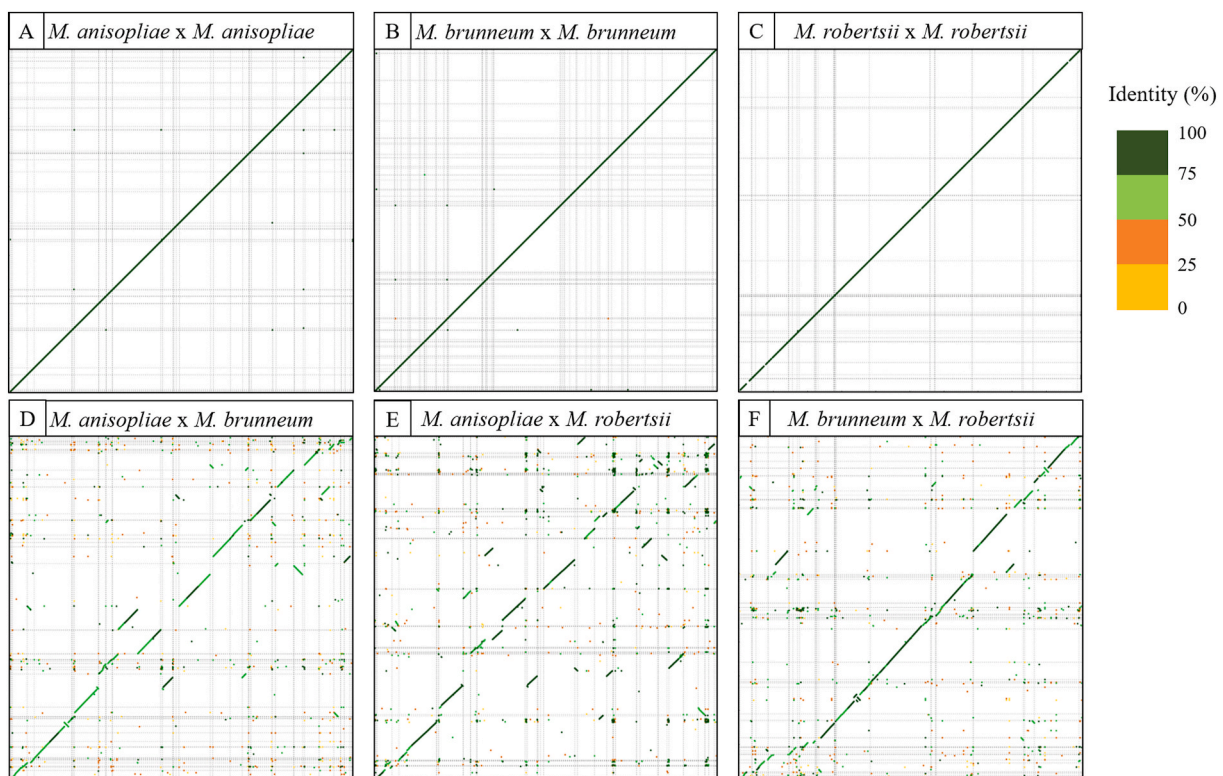 A M. anisopliae x M. anisopliae
B M. brunneum x M. brunneum
C M. robertsii x M. robertsii
Identity (%)
100
75
50
25
0
D M. anisopliae x M. brunneum
E M. anisopliae x M. robertsii
F M. brunneum x M. robertsii